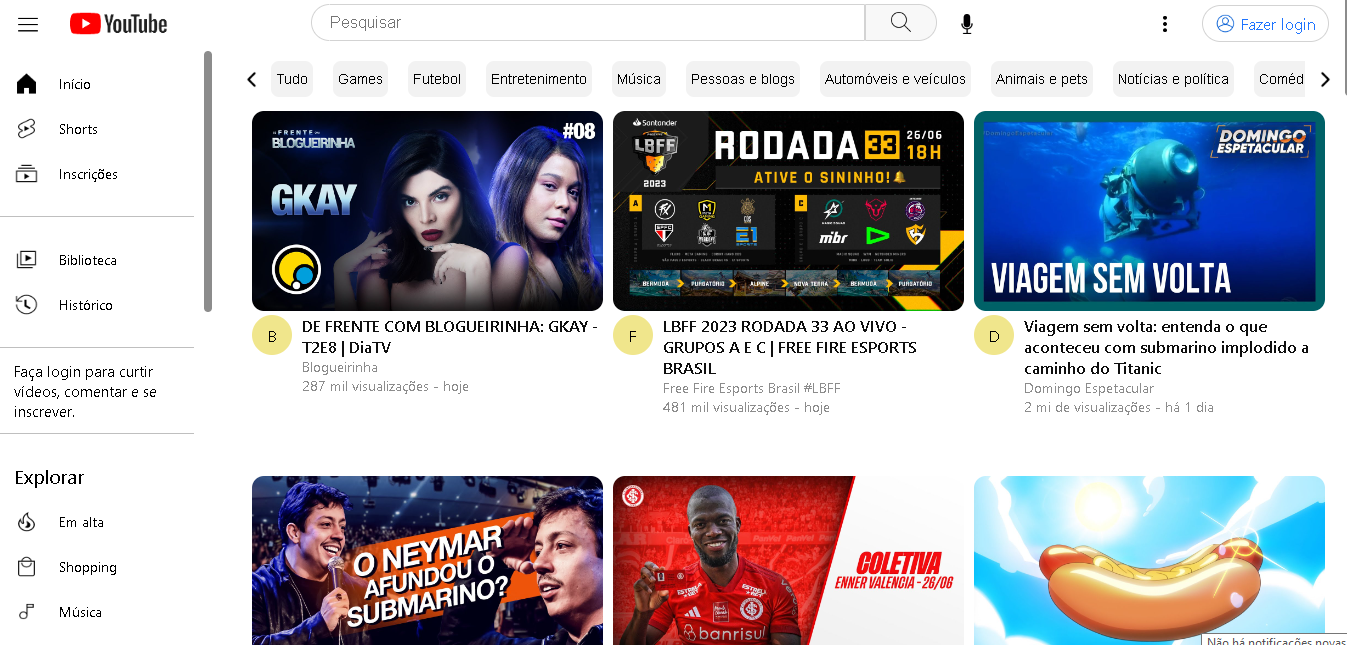 YouTube
Pesquisar
Fazer login
Início
Shorts
Inscrições
Biblioteca
Histórico
Faça login para curtir
vídeos, comentar e se
inscrever.
Explorar
Em alta
Shopping
Música
Tudo
Games
Futebol
Entretenimento
Música
Pessoas e blogs
Automóveis e veículos
Animais e pets
Notícias e política
Coméd
DE FRENTE COM
BLOGUEIRINHA
#08
GKAY
B
DE FRENTE COM BLOGUEIRINHA: GKAY -
T2E8 | DiaTV
Blogueirinha
287 mil visualizações - hoje
Santander
LBFF
2023
RODADA 33
26/06
18H
ATIVE O SININHO!
A
C
mibr
BERMUDA
PURGATÓRIO
ALPINE
NOVA TERRA
BERMUDA
PURGATÓRIO
F
LBFF 2023 RODADA 33 AO VIVO -
GRUPOS A E C | FREE FIRE ESPORTS
BRASIL
Free Fire Esports Brasil #LBFF
481 mil visualizações - hoje
#DomingoEspetacular
DOMINGO
ESPETACULAR
VIAGEM SEM VOLTA
D
Viagem sem volta: entenda o que
aconteceu com submarino implodido a
caminho do Titanic
Domingo Espetacular
2 mi de visualizações - há 1 dia
O NEYMAR
AFUNDOU O
SUBMARINO?
COLETIVA
ENNER VALENCIA - 26/06
banrisul
Não há notificações novas